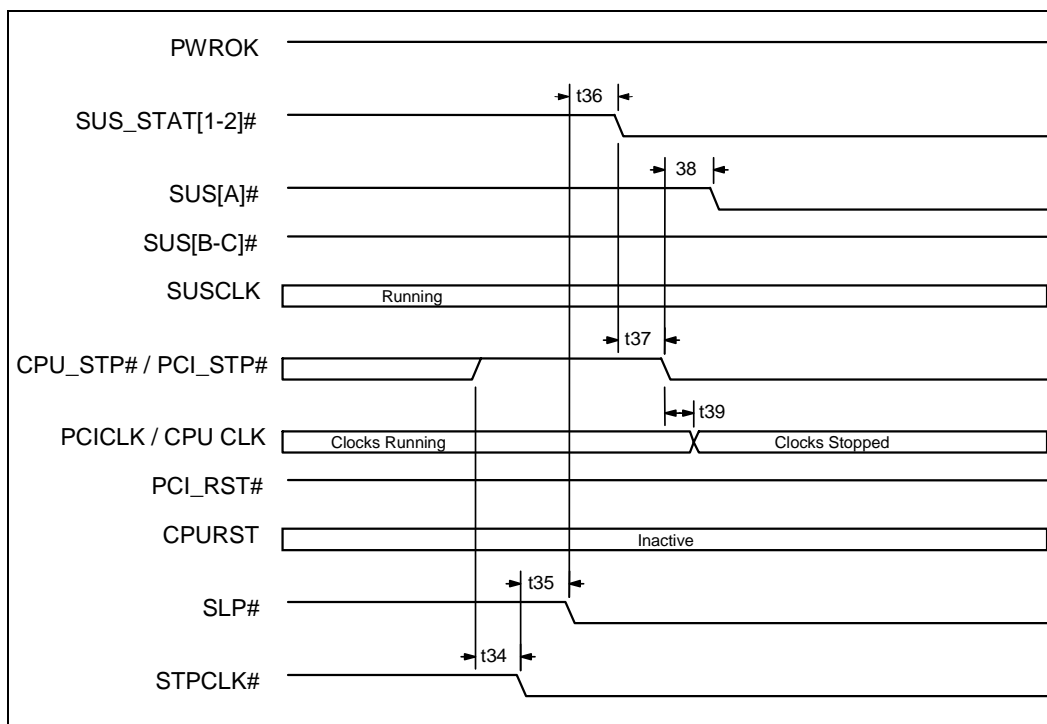 PWROK
t36
SUS_STAT[1-2]#
38
SUS[A]#
SUS[B-C]#
SUSCLK
Running
t37
CPU_STP# / PCI_STP#
t39
PCICLK / CPU CLK
Clocks Running
Clocks Stopped
PCI_RST#
CPURST
Inactive
t35
SLP#
t34
STPCLK#